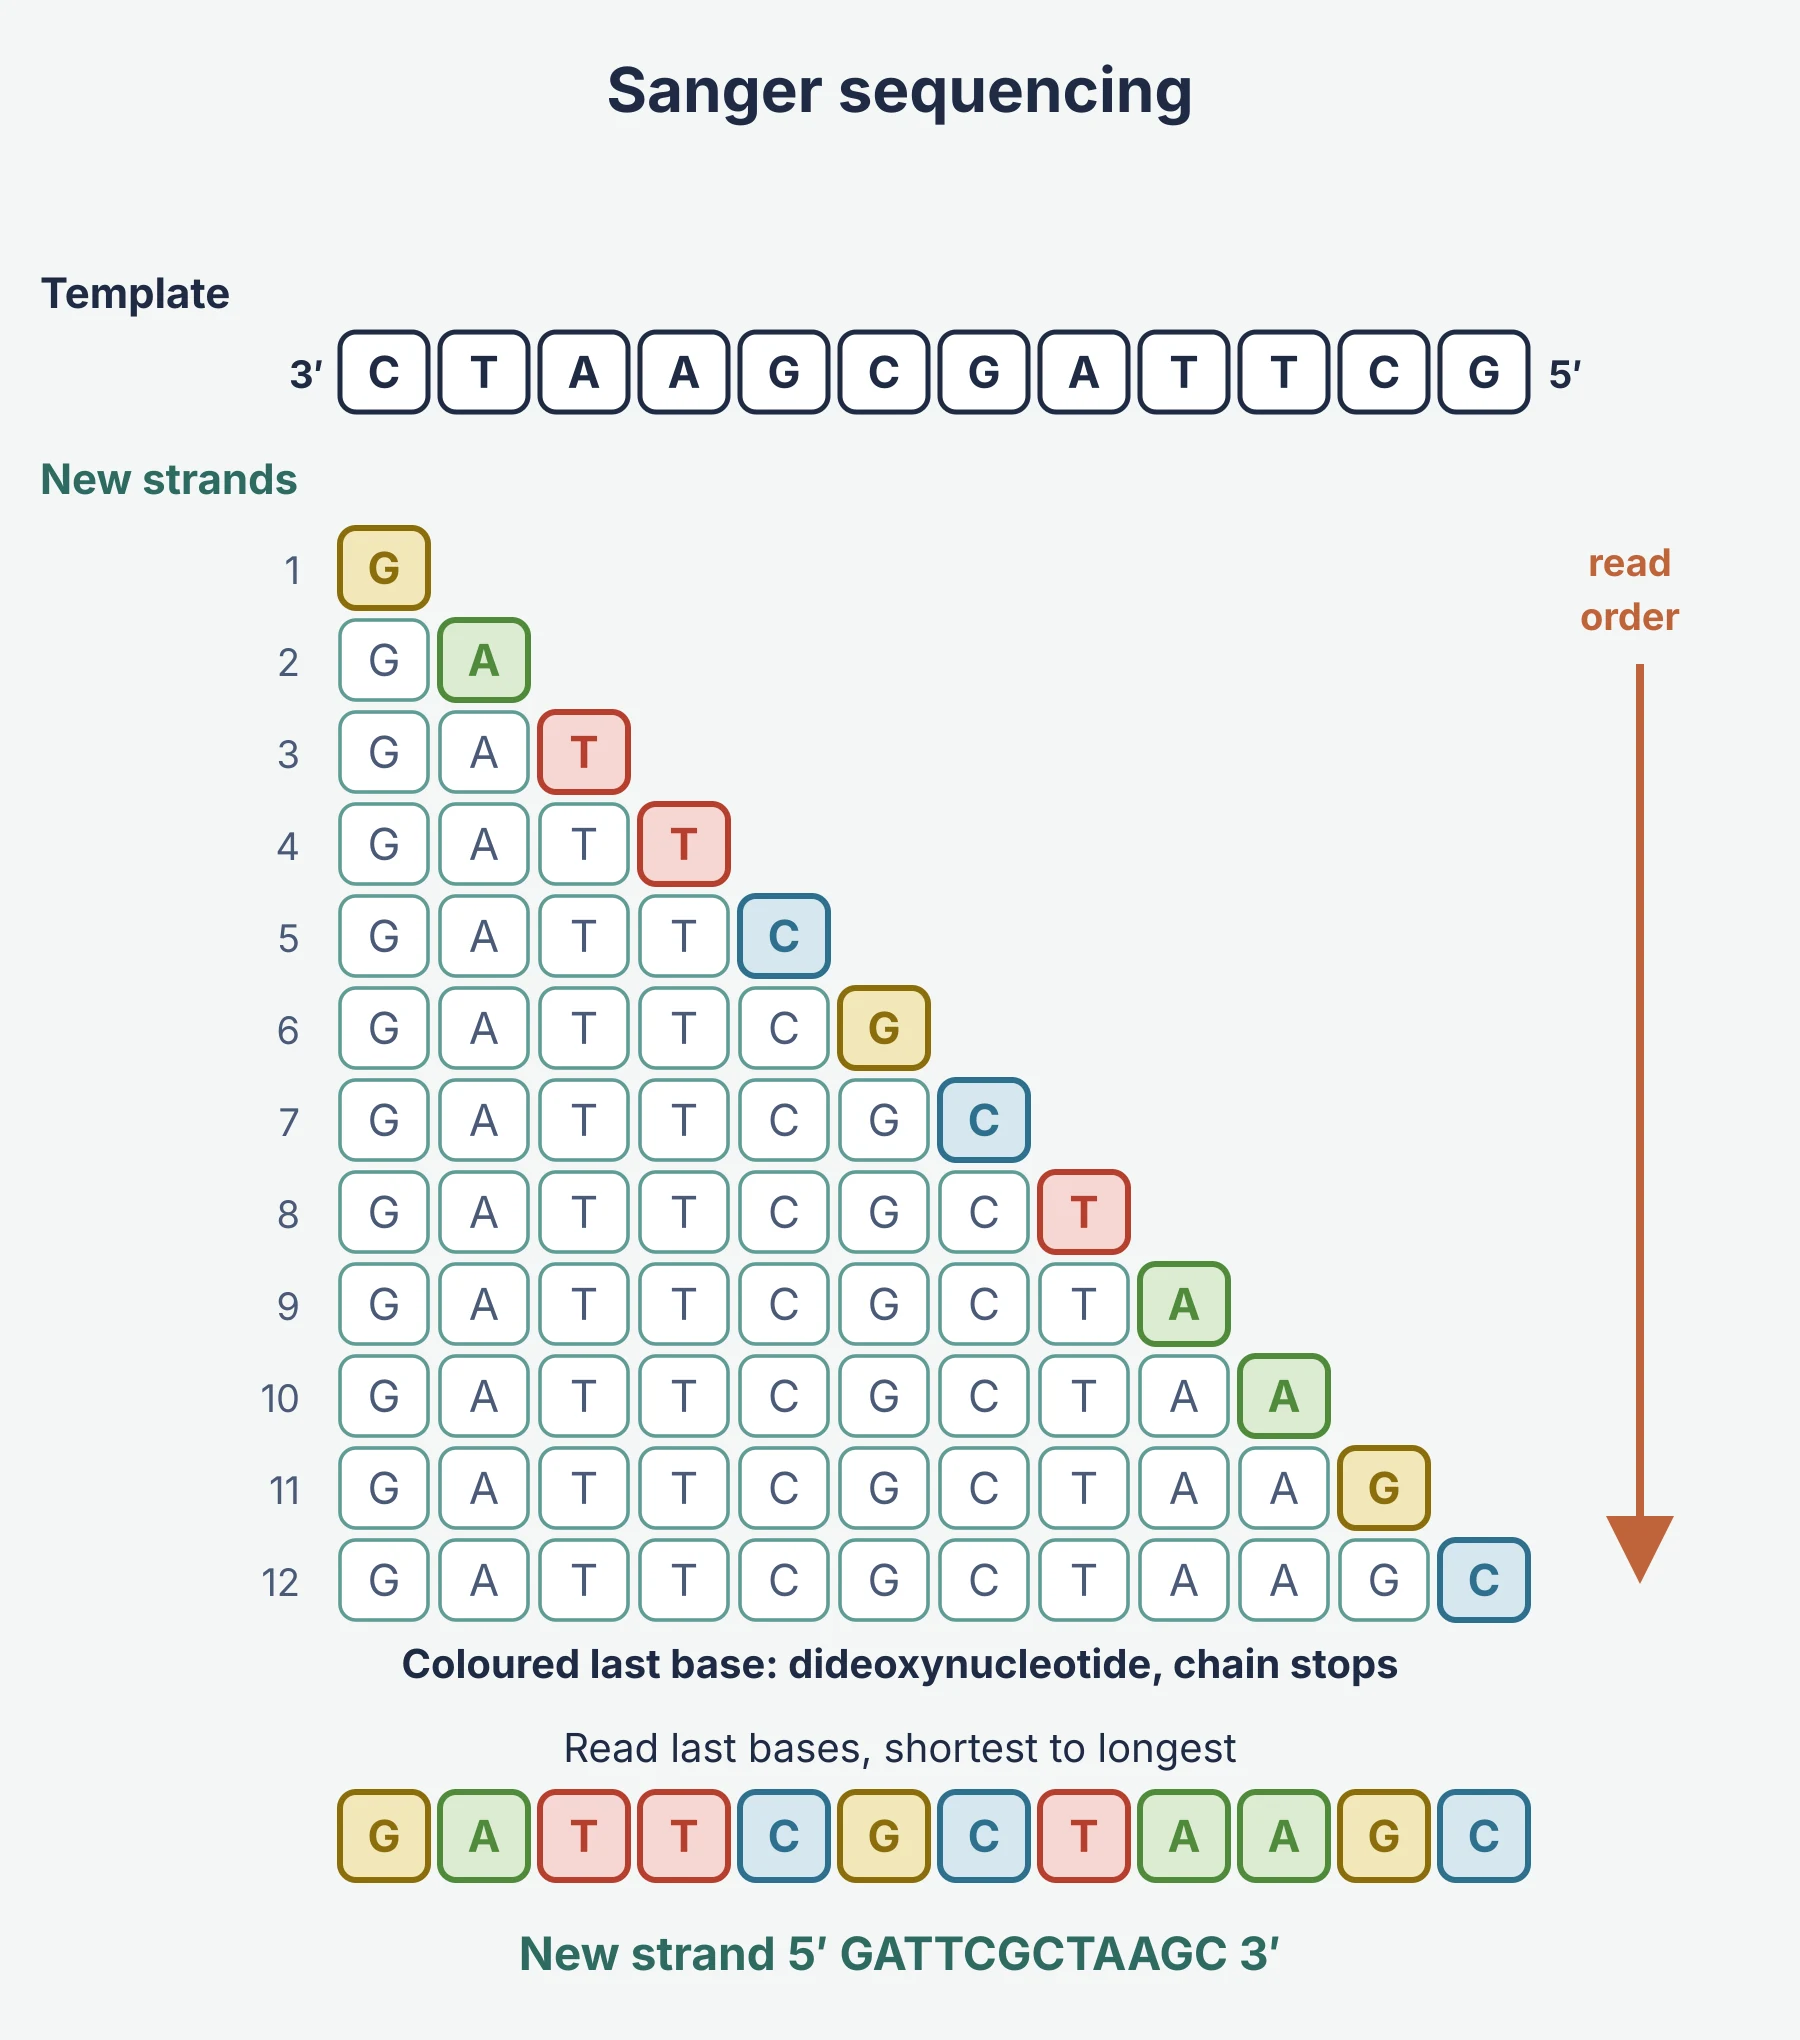 Sanger sequencing
Template
3′ C T A A G C G A T T C G 5′
New strands
read
order
1 G
2 G A
3 G A T
4 G A T T
5 G A T T C
6 G A T T C G
7 G A T T C G C
8 G A T T C G C T
9 G A T T C G C T A
10 G A T T C G C T A A
11 G A T T C G C T A A G
12 G A T T C G C T A A G C
Coloured last base: dideoxynucleotide, chain stops
Read last bases, shortest to longest
G A T T C G C T A A G C
New strand 5′ GATTCGCTAAGC 3′